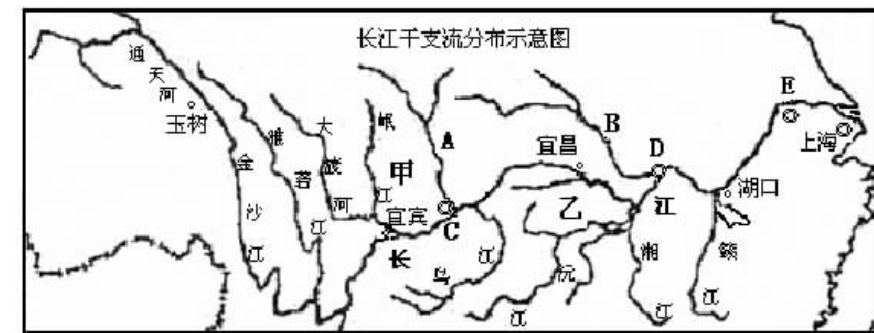 长江干支流分布示意图
通天河
玉树
金沙江
雅砻江
大渡河
岷江
甲
宜宾
A
C
长
乌江
宜昌
B
D
乙
江
沅江
湘江
赣江
湖口
E
上海